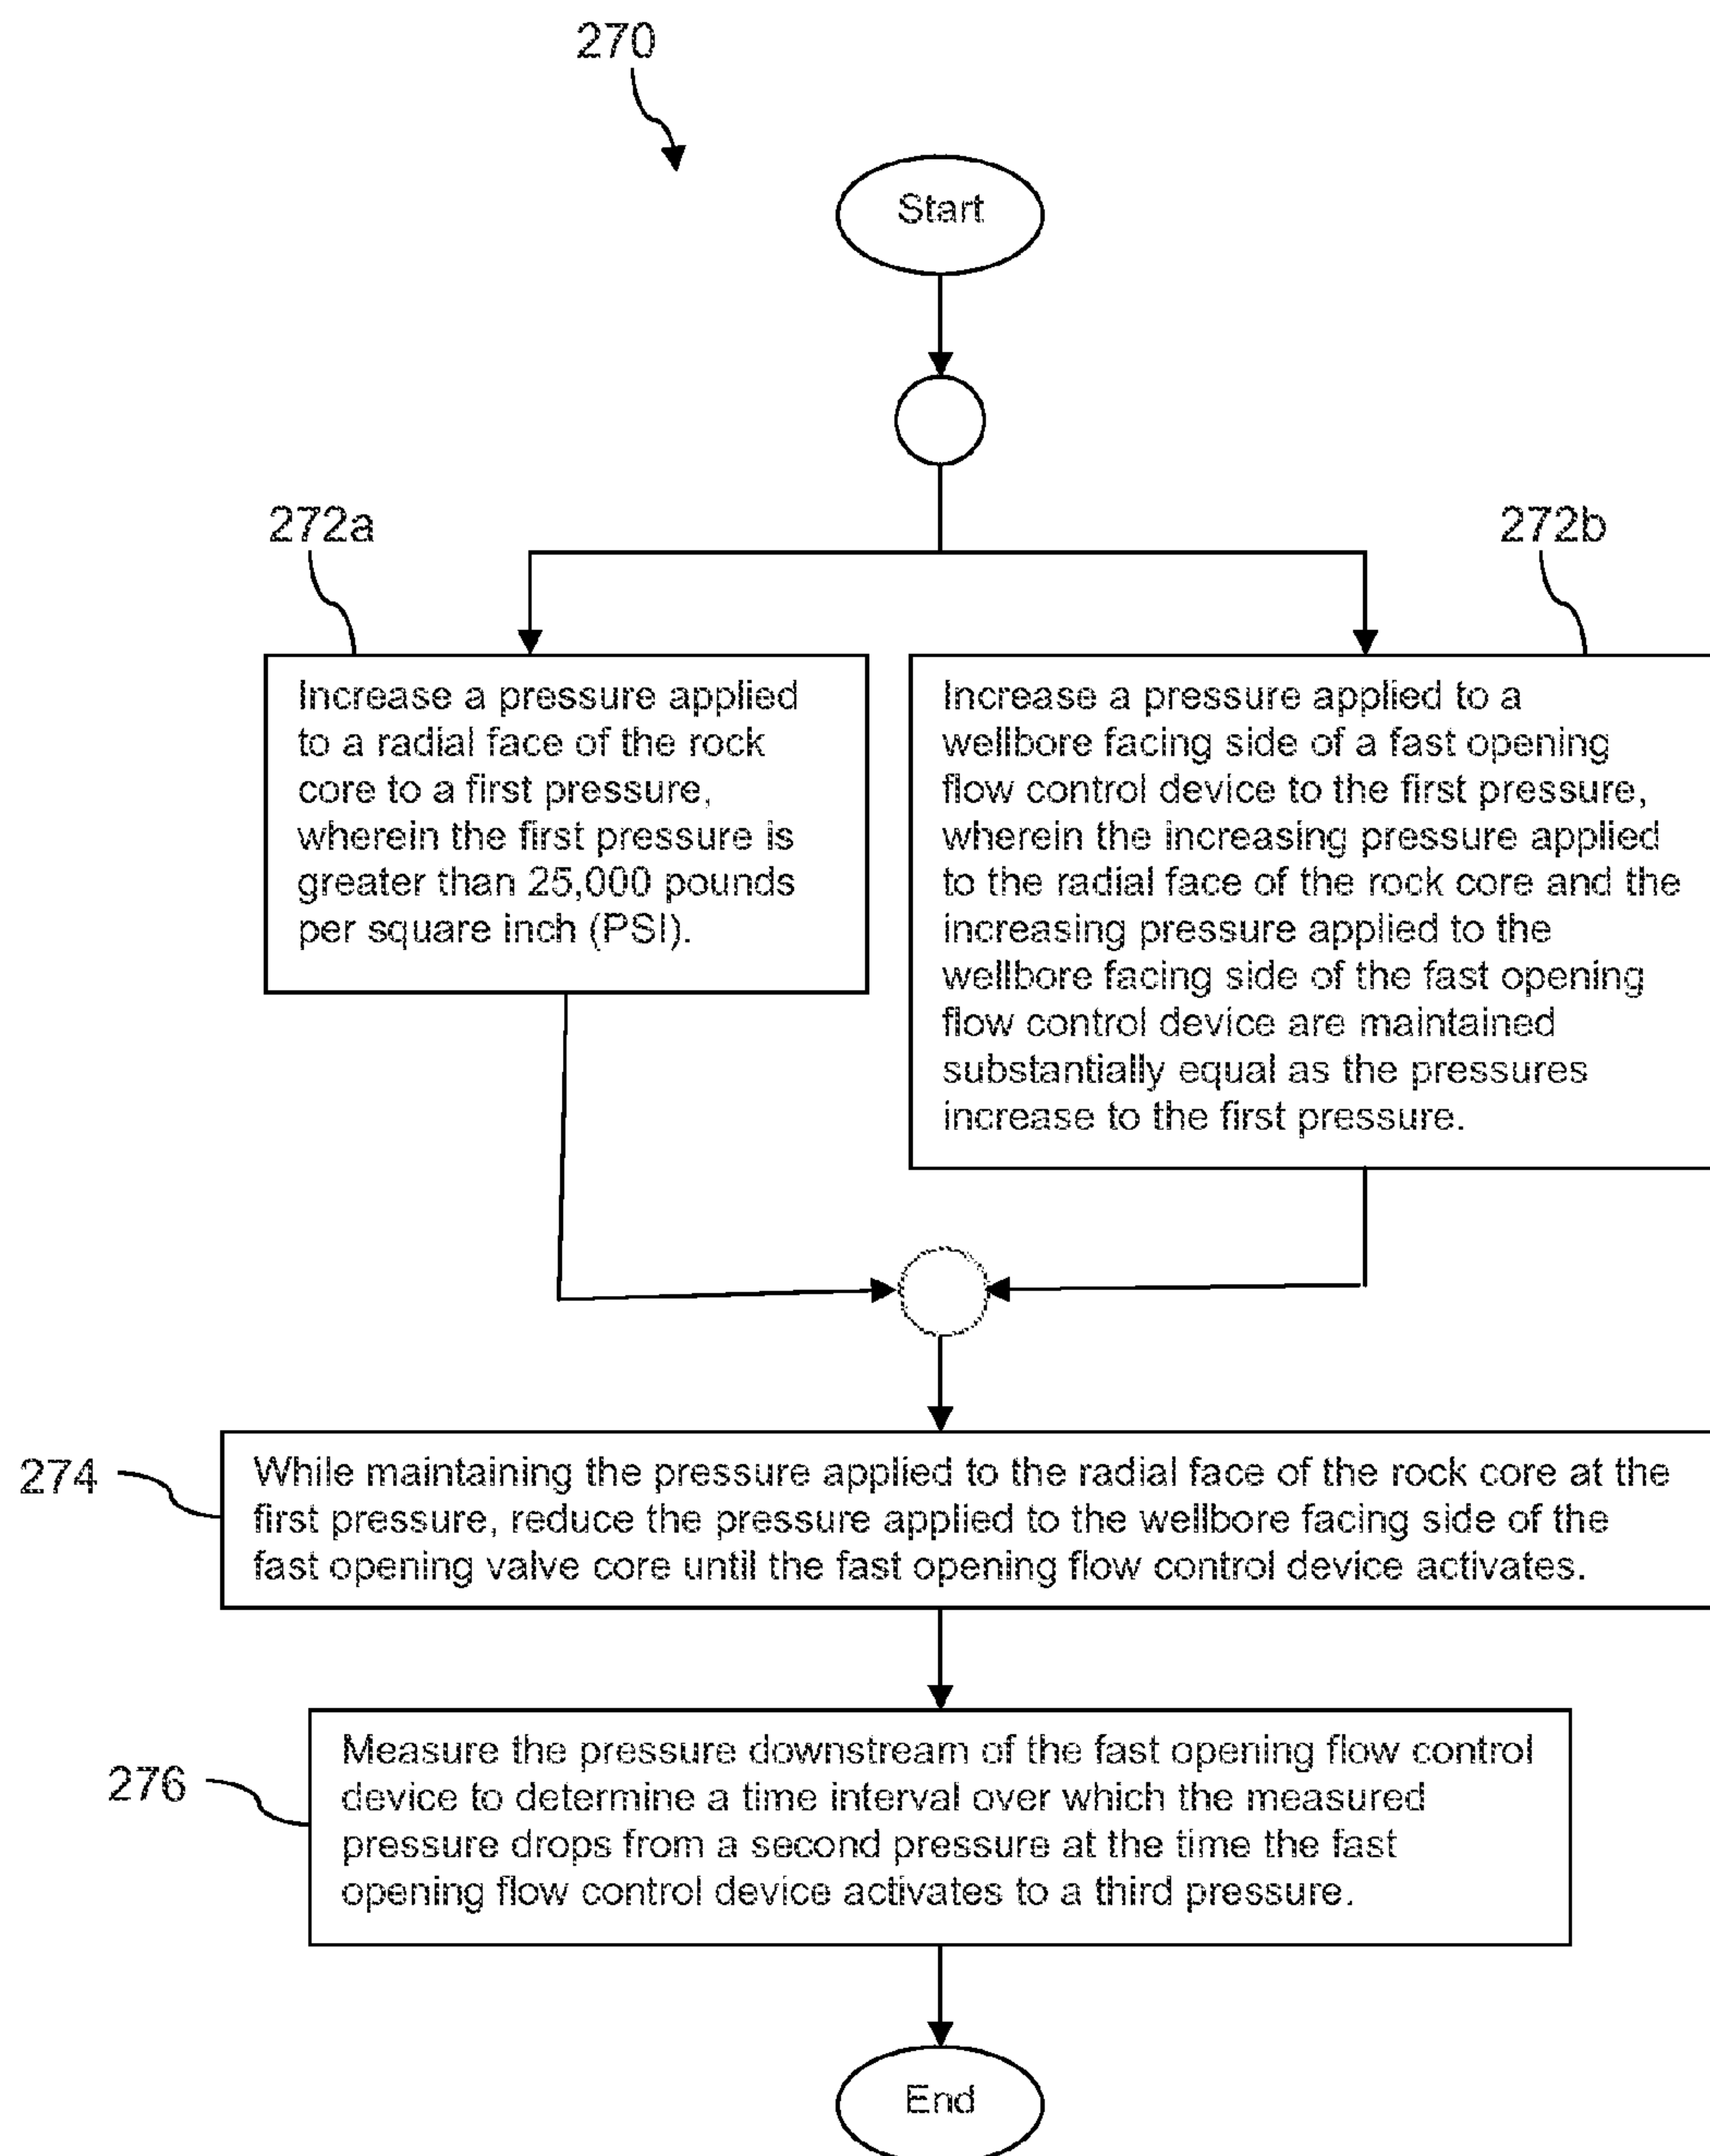 270
Start
272a
272b
Increase a pressure applied
to a radial face of the rock
core to a first pressure,
wherein the first pressure is
greater than 25,000 pounds
per square inch (PSI).
Increase a pressure applied to a
wellbore facing side of a fast opening
flow control device to the first pressure,
wherein the increasing pressure applied
to the radial face of the rock core and the
increasing pressure applied to the
wellbore facing side of the fast opening
flow control device are maintained
substantially equal as the pressures
increase to the first pressure.
274
While maintaining the pressure applied to the radial face of the rock core at the
first pressure, reduce the pressure applied to the wellbore facing side of the
fast opening valve core until the fast opening flow control device activates.
276
Measure the pressure downstream of the fast opening flow control
device to determine a time interval over which the measured
pressure drops from a second pressure at the time the fast
opening flow control device activates to a third pressure.
End